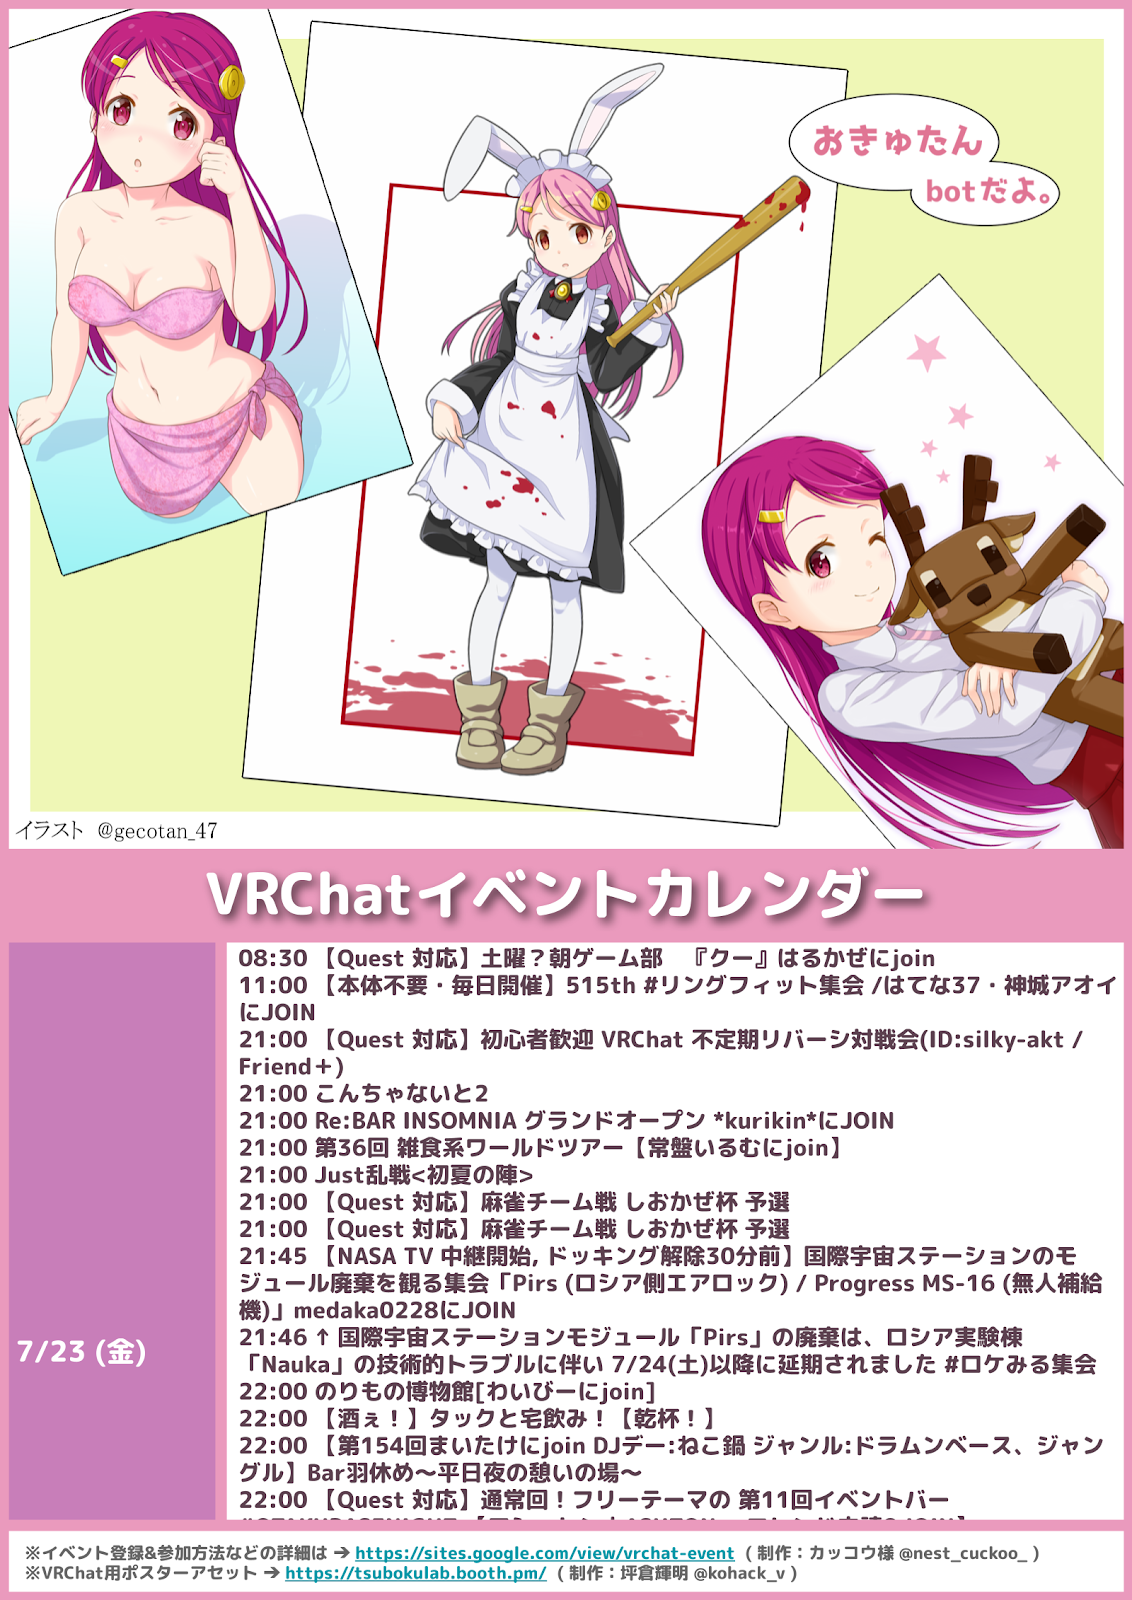 おきゅたん
botだよ。
イラスト @gecotan_47
VRChatイベントカレンダー
7/23 (金)
08:30 【Quest 対応】土曜？朝ゲーム部　『クー』はるかぜにjoin
11:00 【本体不要・毎日開催】515th #リングフィット集会 /はてな37・神城アオイ
にJOIN
21:00 【Quest 対応】初心者歓迎 VRChat 不定期リバーシ対戦会(ID:silky-akt /
Friend＋)
21:00 こんちゃないと2
21:00 Re:BAR INSOMNIA グランドオープン *kurikin*にJOIN
21:00 第36回 雑食系ワールドツアー【常盤いるむにjoin】
21:00 Just乱戦<初夏の陣>
21:00 【Quest 対応】麻雀チーム戦 しおかぜ杯 予選
21:00 【Quest 対応】麻雀チーム戦 しおかぜ杯 予選
21:45 【NASA TV 中継開始, ドッキング解除30分前】国際宇宙ステーションのモ
ジュール廃棄を観る集会「Pirs (ロシア側エアロック) / Progress MS-16 (無人補給
機)」medaka0228にJOIN
21:46 ↑ 国際宇宙ステーションモジュール「Pirs」の廃棄は、ロシア実験棟
「Nauka」の技術的トラブルに伴い 7/24(土)以降に延期されました #ロケみる集会
22:00 のりもの博物館[わいびーにjoin]
22:00 【酒ぇ！】タックと宅飲み！【乾杯！】
22:00 【第154回まいたけにjoin DJデー:ねこ鍋 ジャンル:ドラムンベース、ジャン
グル】Bar羽休め～平日夜の憩いの場～
22:00 【Quest 対応】通常回！フリーテーマの 第11回イベントバー
※イベント登録&参加方法などの詳細は → https://sites.google.com/view/vrchat-event （ 制作：カッコウ様 @nest_cuckoo_ ）
※VRChat用ポスターアセット → https://tsubokulab.booth.pm/ （ 制作：坪倉輝明 @kohack_v ）